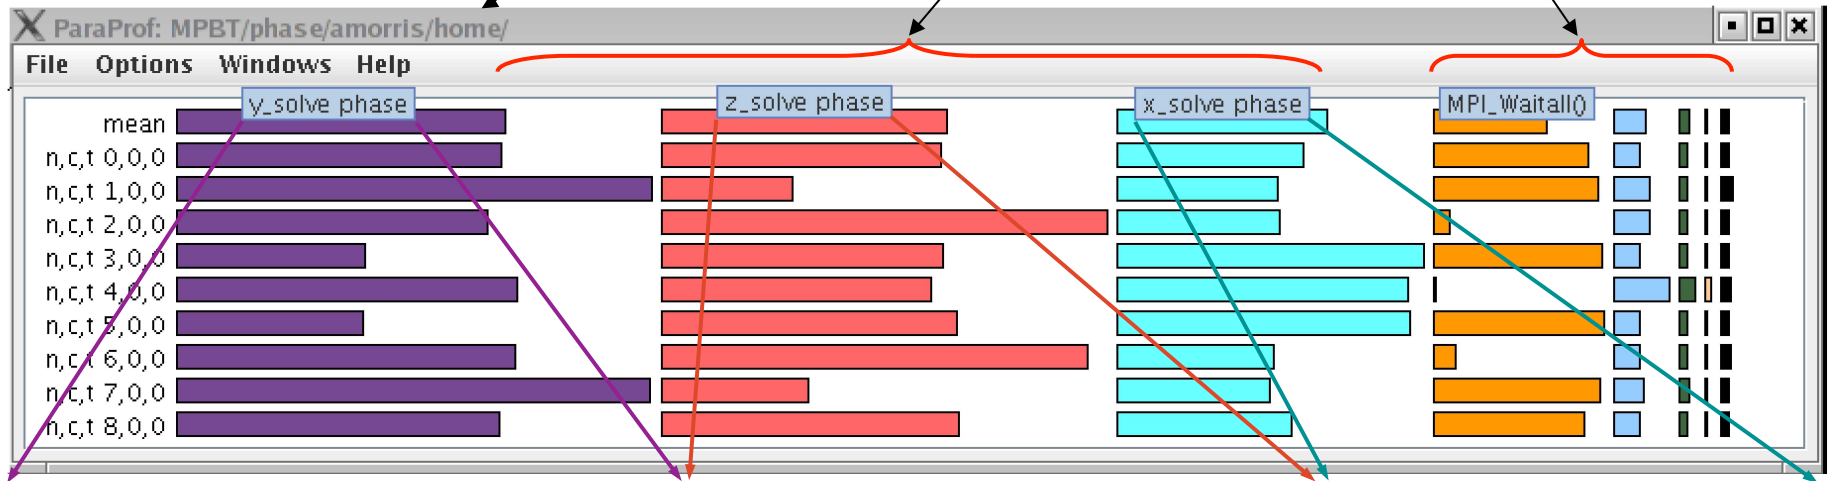 ParaProf: MPBT/phase/amorris/home/
File Options Windows Help
y_solve phase z_solve phase x_solve phase MPI_Waitall()
mean
n,c,t 0,0,0
n,c,t 1,0,0
n,c,t 2,0,0
n,c,t 3,0,0
n,c,t 4,0,0
n,c,t 5,0,0
n,c,t 6,0,0
n,c,t 7,0,0
n,c,t 8,0,0